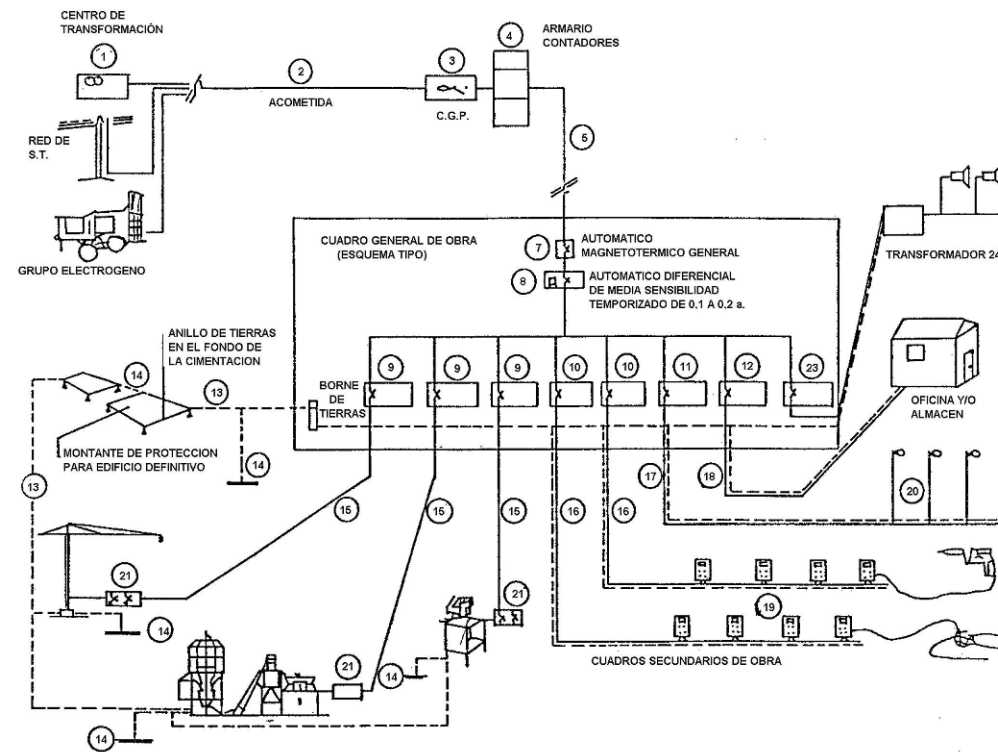 CENTRO DE
TRANSFORMACIÓN
1
2
ACOMETIDA
3
C.G.P.
4
ARMARIO
CONTADORES
5
RED DE
S.T.
GRUPO ELECTROGENO
CUADRO GENERAL DE OBRA
(ESQUEMA TIPO)
7
AUTOMATICO
MAGNETOTERMICO GENERAL
8
AUTOMATICO DIFERENCIAL
DE MEDIA SENSIBILIDAD
TEMPORIZADO DE 0,1 A 0,2 a.
TRANSFORMADOR 24
ANILLO DE TIERRAS
EN EL FONDO DE
LA CIMENTACION
14
13
BORNE
DE
TIERRAS
9
9
9
10
10
11
12
23
OFICINA Y/O
ALMACEN
MONTANTE DE PROTECCION
PARA EDIFICIO DEFINITIVO
14
13
15
15
15
16
16
17
18
20
21
14
21
14
21
14
19
CUADROS SECUNDARIOS DE OBRA